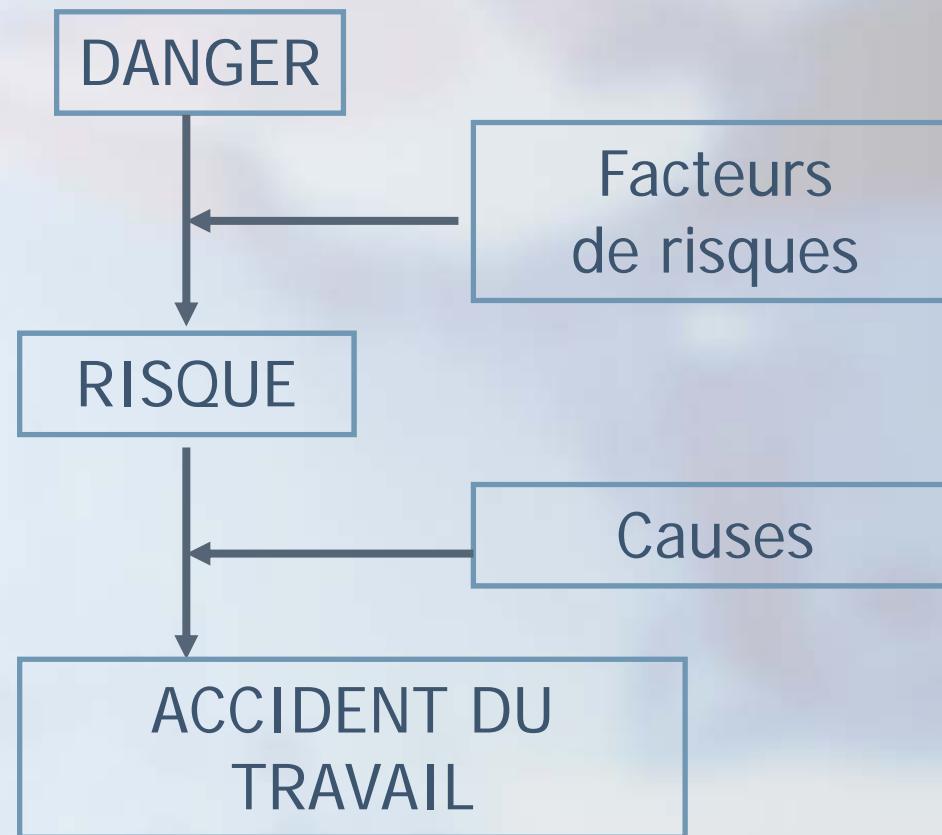 DANGER
Facteurs
de risques
RISQUE
Causes
ACCIDENT DU
TRAVAIL